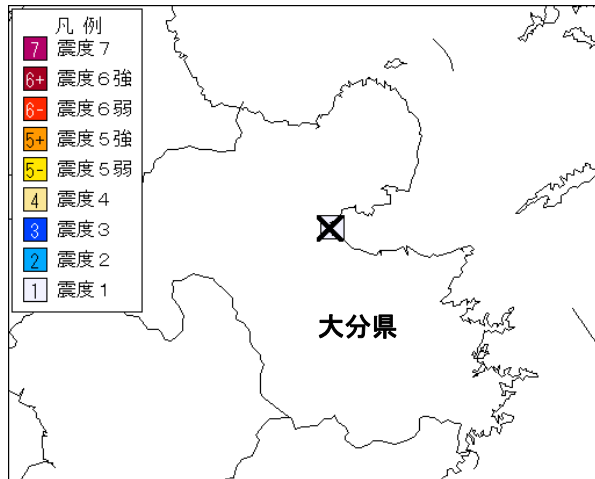 凡 例
7 震度７
6+ 震度６強
6- 震度６弱
5+ 震度５強
5- 震度５弱
4 震度４
3 震度３
2 震度２
1 震度１
大分県